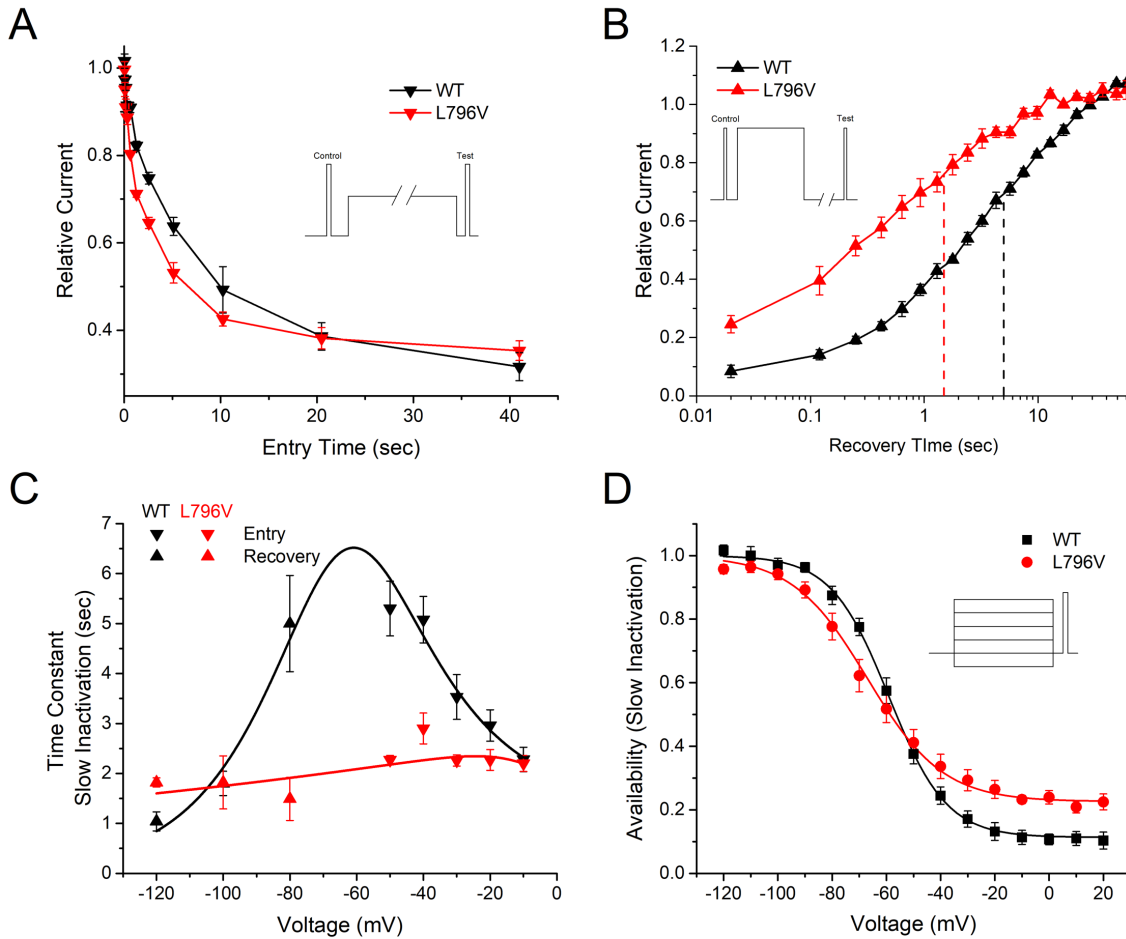 A
Relative Current
1.0
0.8
0.6
0.4
0 10 20 30 40
Entry Time (sec)
WT
L796V
Control
Test
B
Relative Current
1.2
1.0
0.8
0.6
0.4
0.2
0.0
0.01 0.1 1 10
Recovery TIme (sec)
WT
L796V
Control
Test
C
WT L796V
Entry
Recovery
Time Constant
Slow Inactivation (sec)
7
6
5
4
3
2
1
0
-120 -100 -80 -60 -40 -20 0
Voltage (mV)
D
WT
L796V
Availability (Slow Inactivation)
1.0
0.8
0.6
0.4
0.2
0.0
-120 -100 -80 -60 -40 -20 0 20
Voltage (mV)